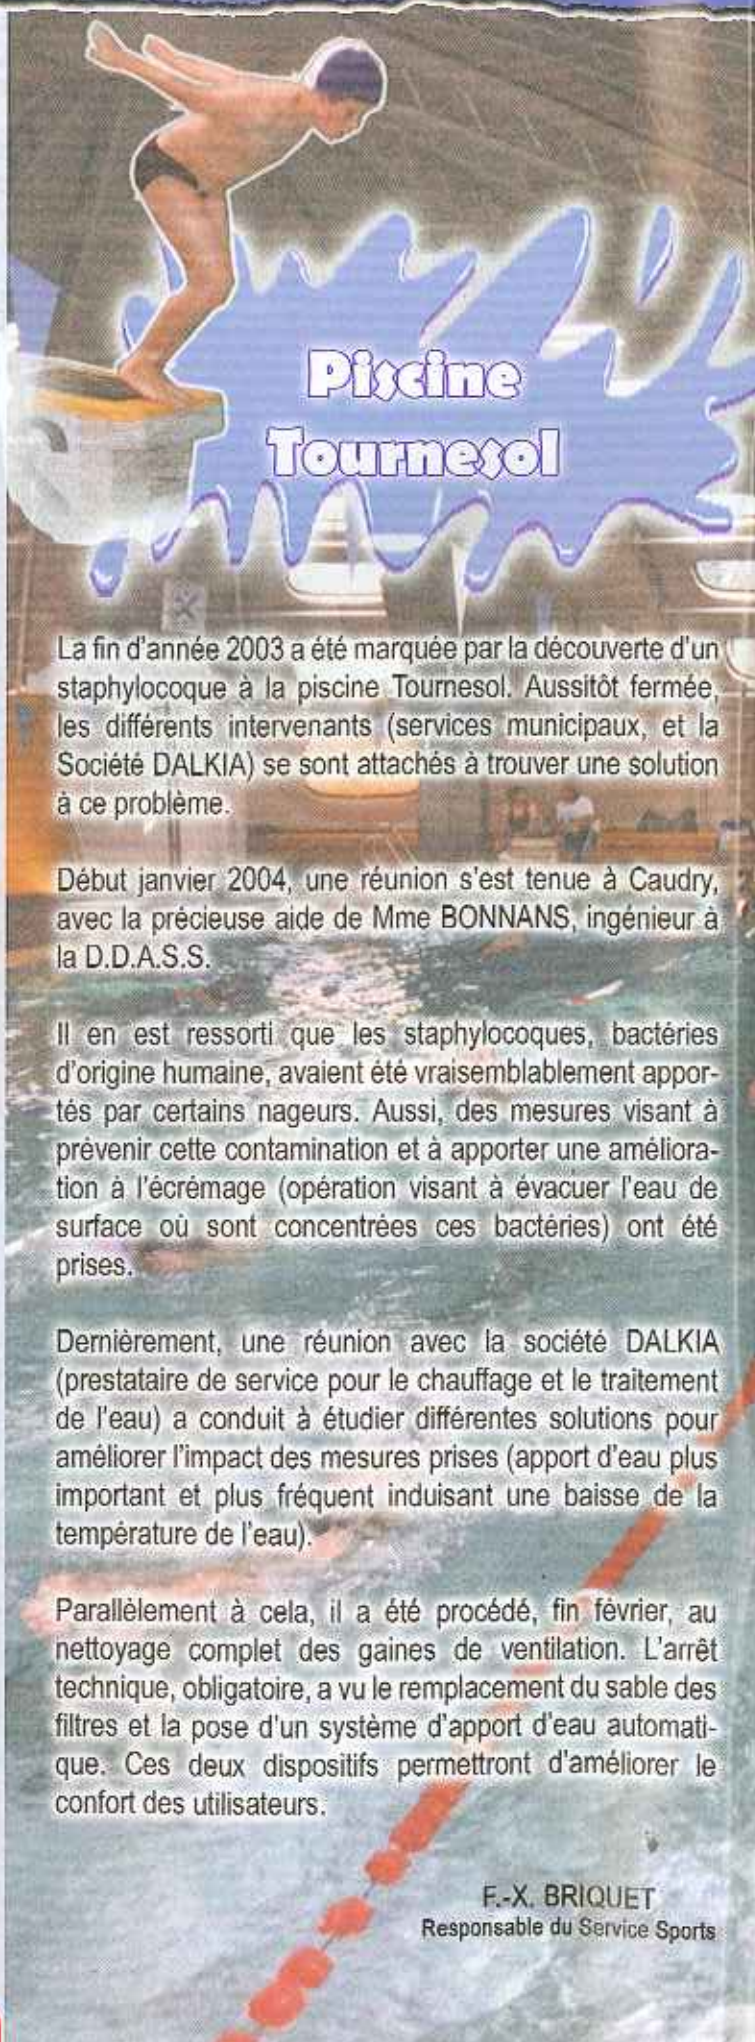 Piscine
Tournesol
La fin d'année 2003 a été marquée par la découverte d'un
staphylocoque à la piscine Tournesol. Aussitôt fermée,
les différents intervenants (services municipaux, et la
Société DALKIA) se sont attachés à trouver une solution
à ce problème.
Début janvier 2004, une réunion s'est tenue à Caudry,
avec la précieuse aide de Mme BONNANS, ingénieur à
la D.D.A.S.S.
Il en est ressorti que les staphylocoques, bactéries
d'origine humaine, avaient été vraisemblablement appor-
tés par certains nageurs. Aussi, des mesures visant à
prévenir cette contamination et à apporter une améliora-
tion à l'écrémage (opération visant à évacuer l'eau de
surface où sont concentrées ces bactéries) ont été
prises.
Dernièrement, une réunion avec la société DALKIA
(prestataire de service pour le chauffage et le traitement
de l'eau) a conduit à étudier différentes solutions pour
améliorer l'impact des mesures prises (apport d'eau plus
important et plus fréquent induisant une baisse de la
température de l'eau).
Parallèlement à cela, il a été procédé, fin février, au
nettoyage complet des gaines de ventilation. L'arrêt
technique, obligatoire, a vu le remplacement du sable des
filtres et la pose d'un système d'apport d'eau automati-
que. Ces deux dispositifs permettront d'améliorer le
confort des utilisateurs.
F.-X. BRIQUET
Responsable du Service Sports